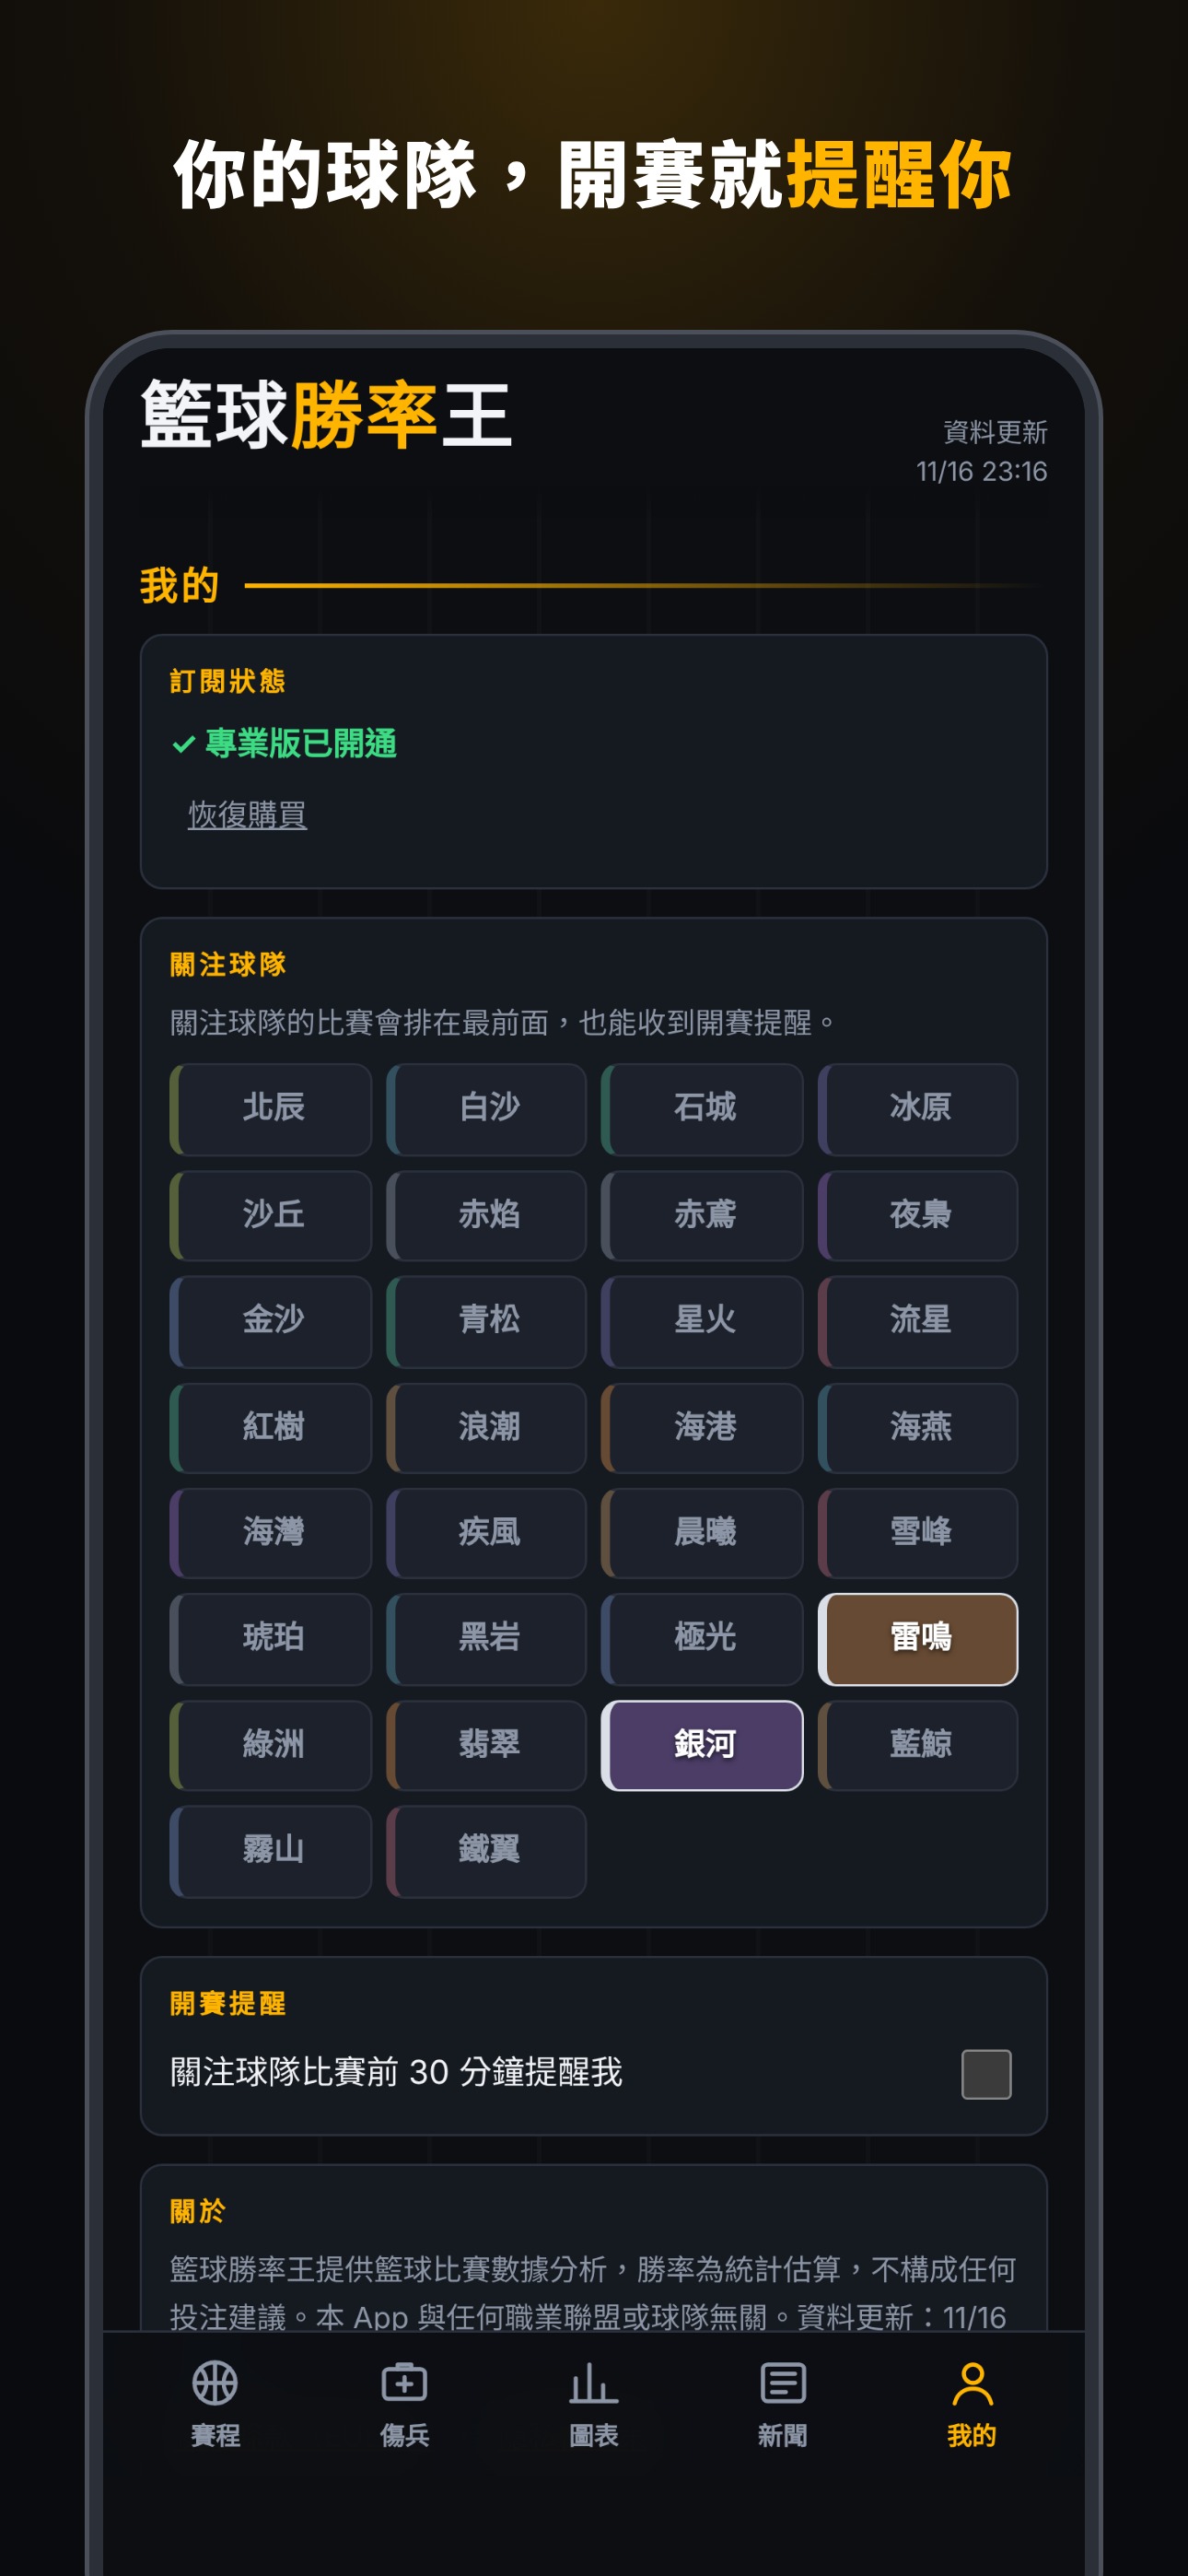 你的球隊，開賽就提醒你
籃球勝率王
資料更新
11/16 23:16
我的
訂閱狀態
✓ 專業版已開通
恢復購買
關注球隊
關注球隊的比賽會排在最前面，也能收到開賽提醒。
北辰 白沙 石城 冰原
沙丘 赤焰 赤鳶 夜梟
金沙 青松 星火 流星
紅樹 浪潮 海港 海燕
海灣 疾風 晨曦 雪峰
琥珀 黑岩 極光 雷鳴
綠洲 翡翠 銀河 藍鯨
霧山 鐵翼
開賽提醒
關注球隊比賽前 30 分鐘提醒我
關於
籃球勝率王提供籃球比賽數據分析，勝率為統計估算，不構成任何
投注建議。本 App 與任何職業聯盟或球隊無關。資料更新：11/16
賽程 傷兵 圖表 新聞 我的